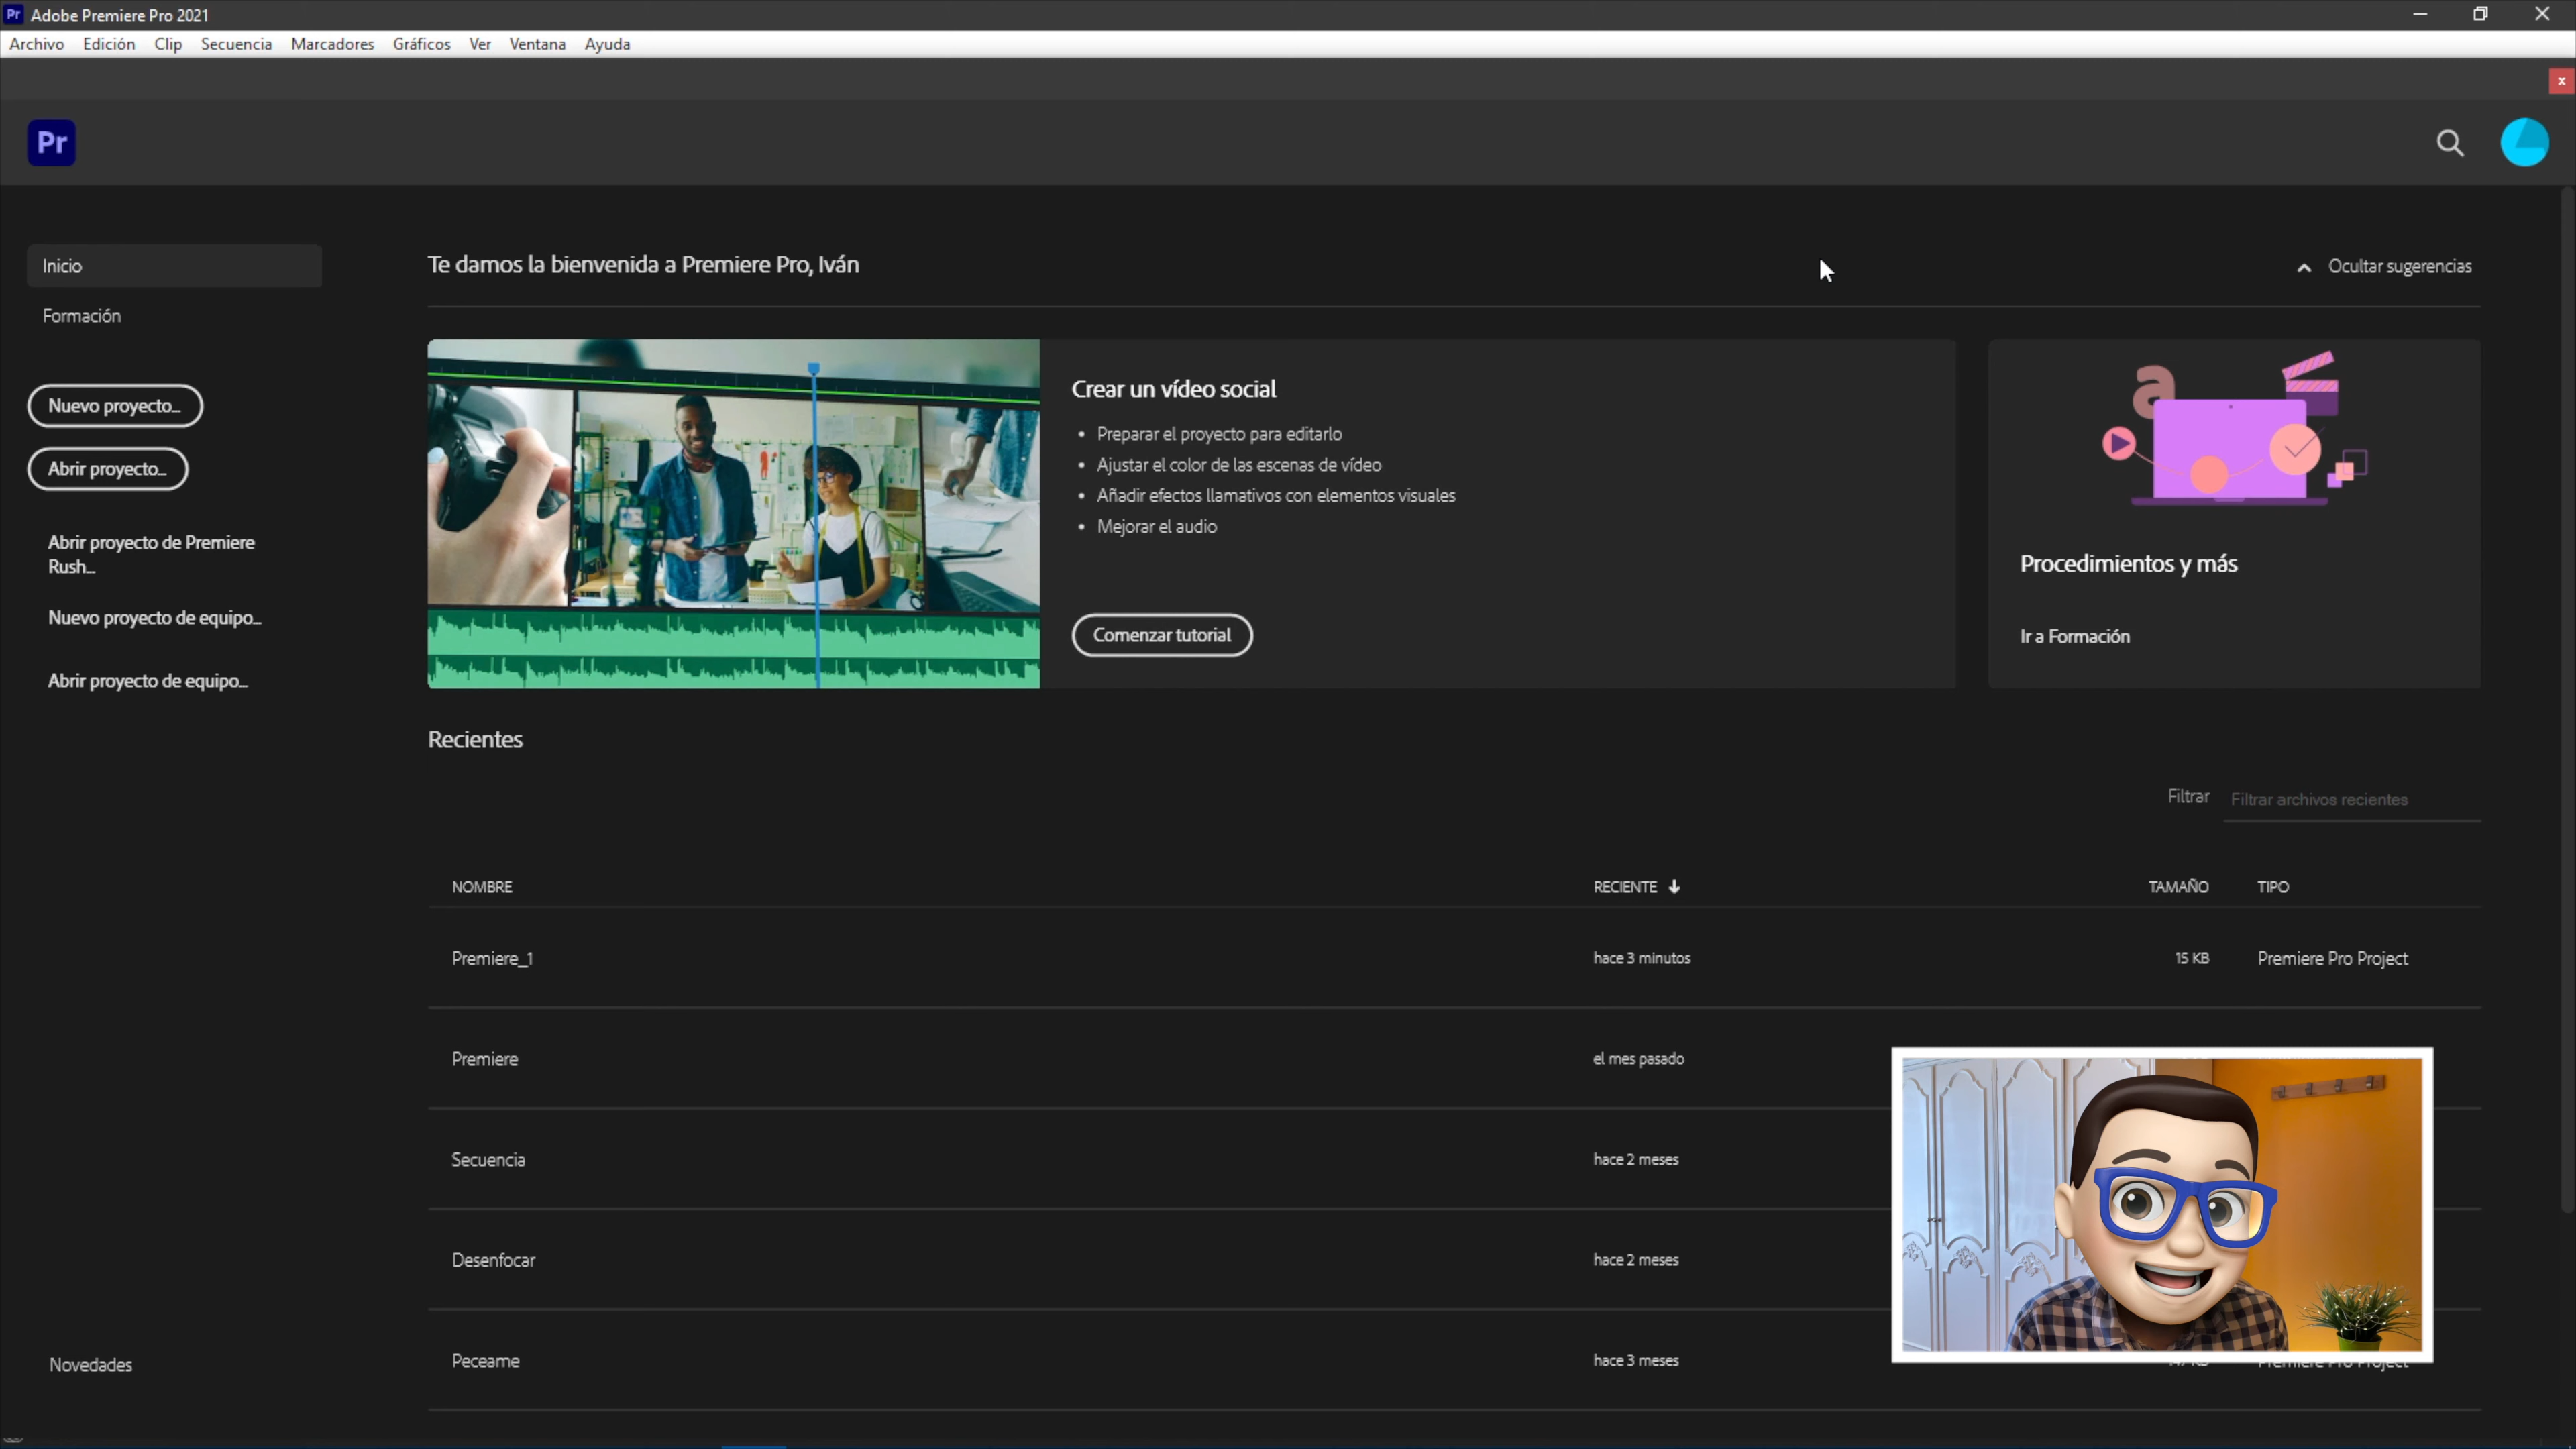 Pr Adobe Premiere Pro 2021
Archivo Edición Clip Secuencia Marcadores Gráficos Ver Ventana Ayuda
Pr
Inicio
Formación
Nuevo proyecto...
Abrir proyecto...
Abrir proyecto de Premiere
Rush...
Nuevo proyecto de equipo...
Abrir proyecto de equipo...
Novedades
Te damos la bienvenida a Premiere Pro, Iván
Ocultar sugerencias
Crear un vídeo social
• Preparar el proyecto para editarlo
• Ajustar el color de las escenas de vídeo
• Añadir efectos llamativos con elementos visuales
• Mejorar el audio
Comenzar tutorial
a
Procedimientos y más
Ir a Formación
Recientes
Filtrar Filtrar archivos recientes
NOMBRE RECIENTE TAMAÑO TIPO
Premiere_1 hace 3 minutos 15 KB Premiere Pro Project
Premiere el mes pasado
Secuencia hace 2 meses
Desenfocar hace 2 meses
Peceame hace 3 meses Premiere Pro Project